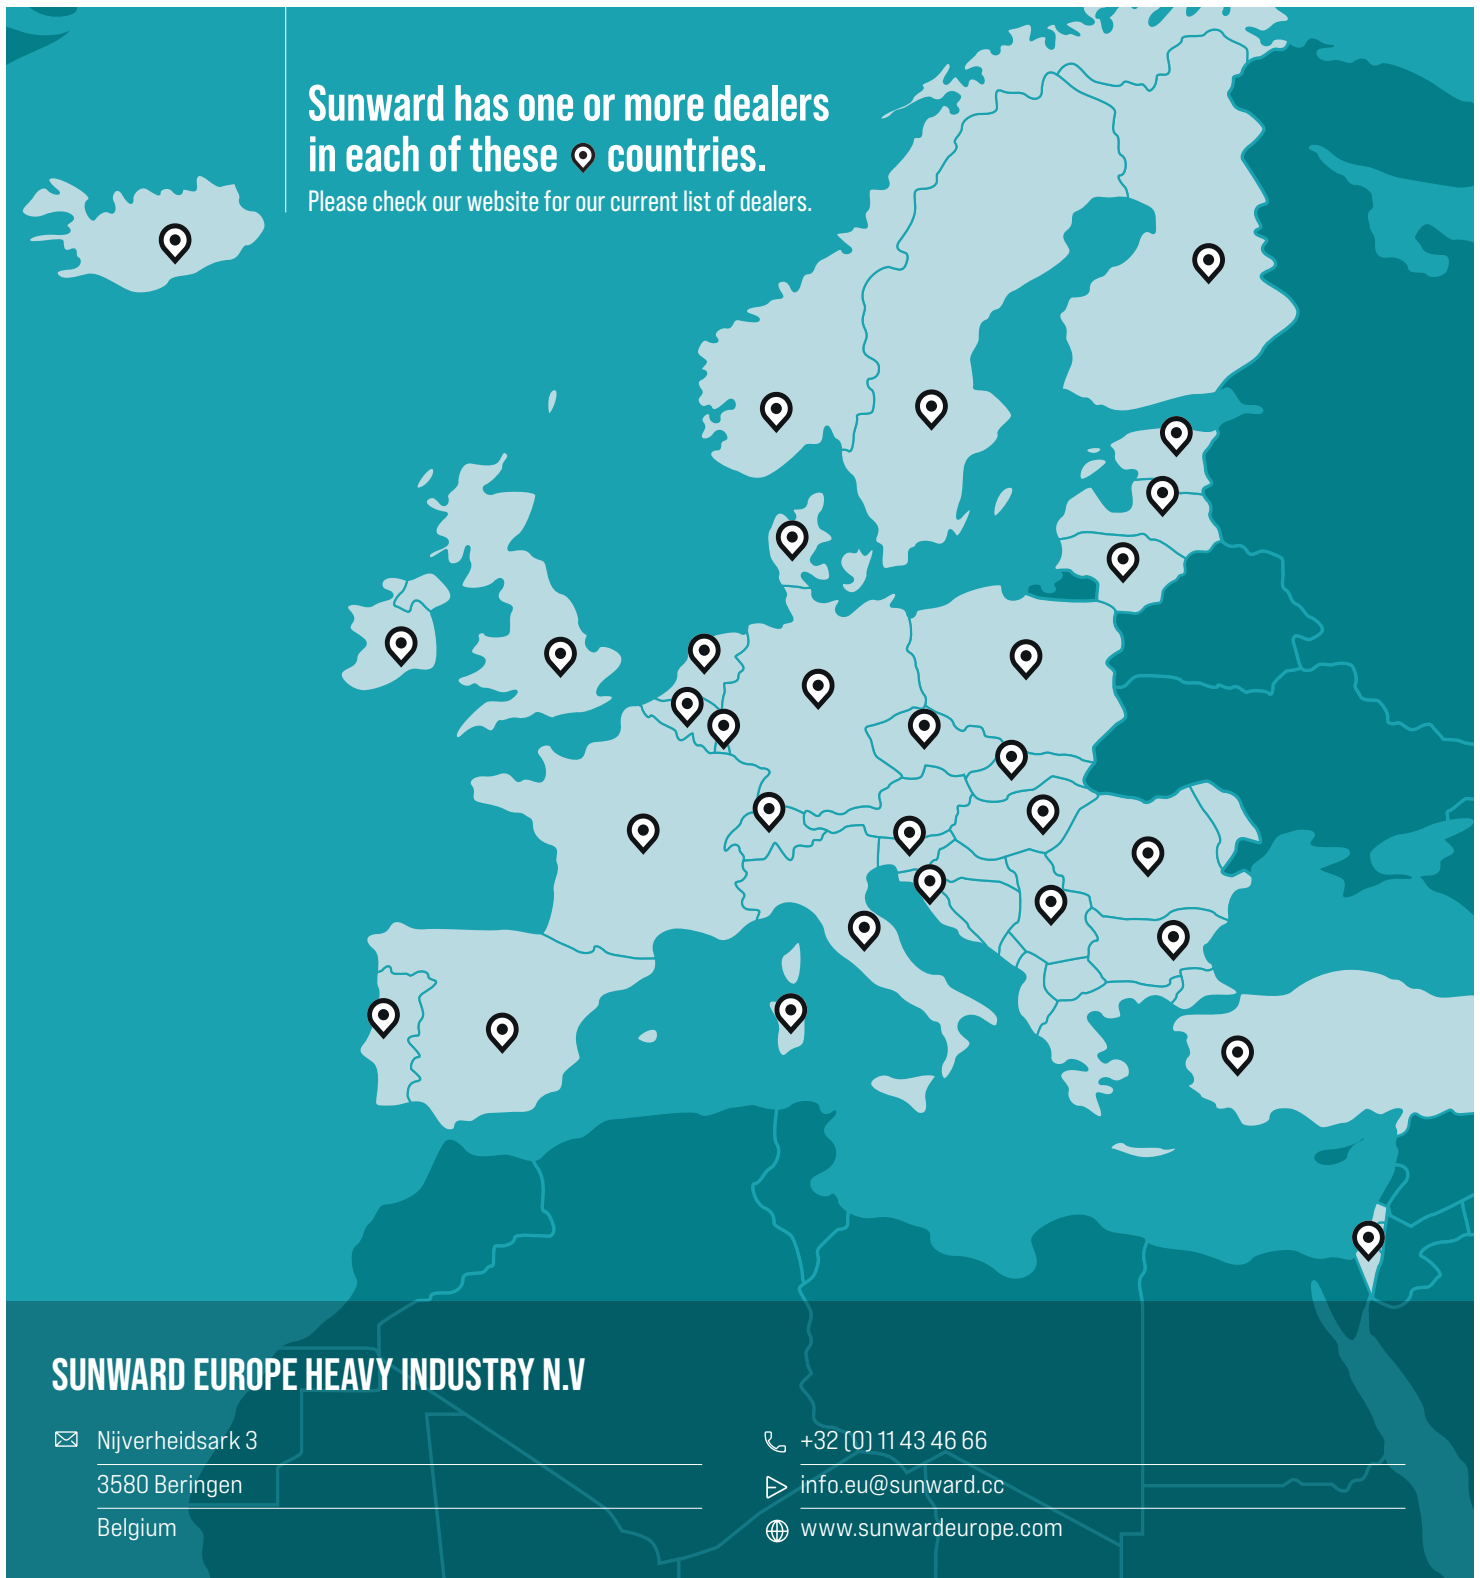 Sunward has one or more dealers
in each of these countries.
Please check our website for our current list of dealers.
SUNWARD EUROPE HEAVY INDUSTRY N.V
Nijverheidsark 3
3580 Beringen
Belgium
+32 (0) 11 43 46 66
info.eu@sunward.cc
www.sunwardeurope.com